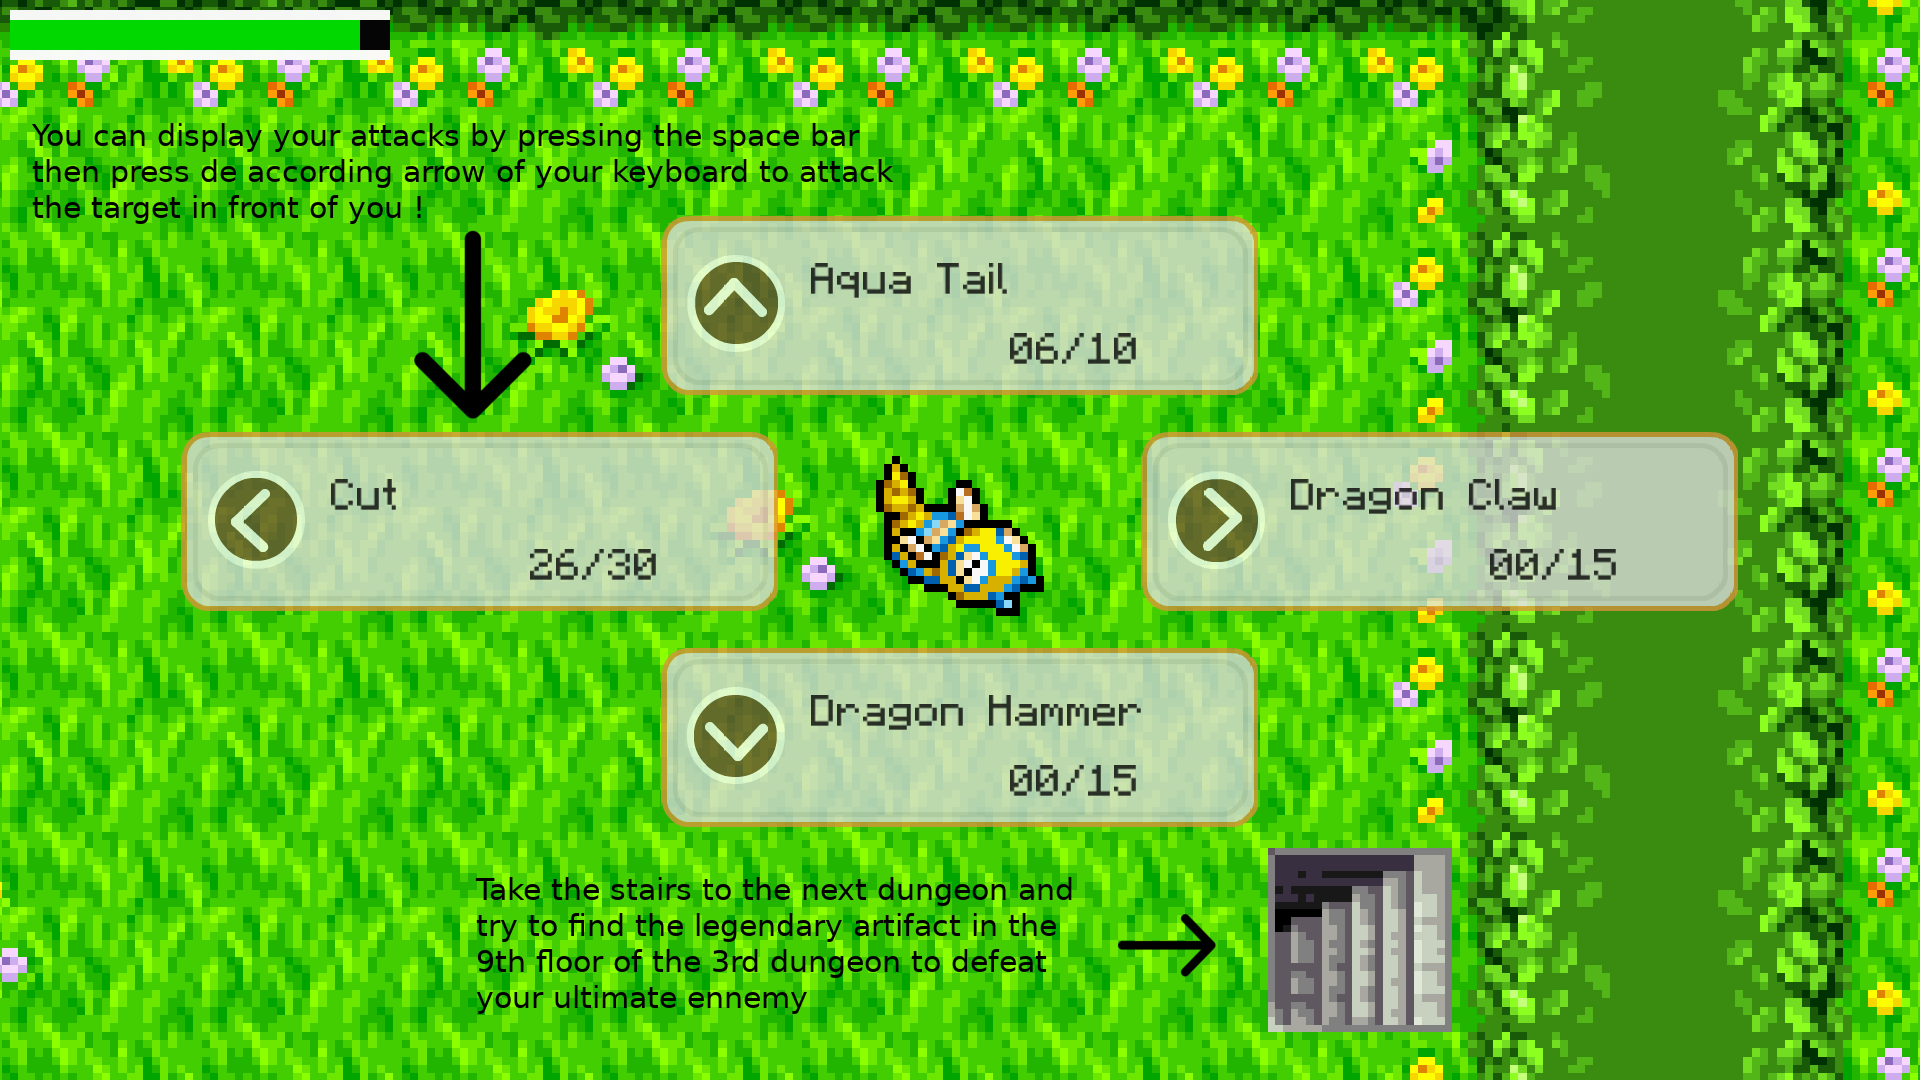 You can display your attacks by pressing the space bar
then press de according arrow of your keyboard to attack
the target in front of you !
Aqua Tail
06/10
Cut
26/30
Dragon Claw
00/15
Dragon Hammer
00/15
Take the stairs to the next dungeon and
try to find the legendary artifact in the
9th floor of the 3rd dungeon to defeat
your ultimate ennemy